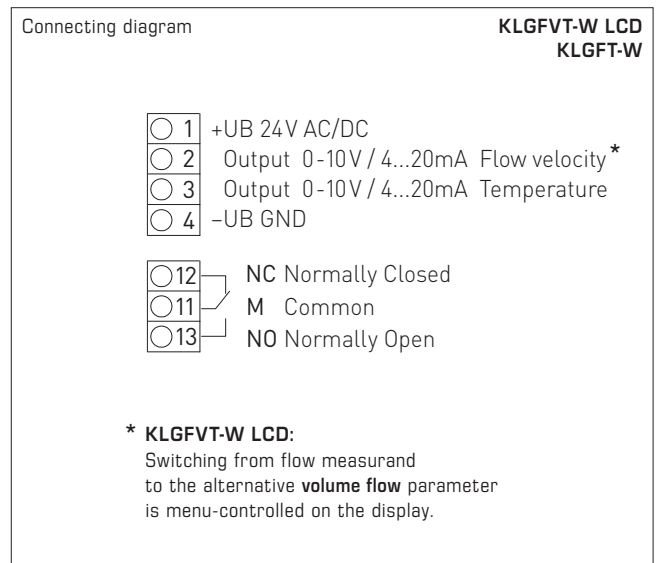 Connecting diagram KLGFVT-W LCD
KLGFT-W
1 +UB 24V AC/DC
2 Output 0-10V / 4...20mA Flow velocity*
3 Output 0-10V / 4...20mA Temperature
4 –UB GND
12 NC Normally Closed
11 M Common
13 NO Normally Open
* KLGFVT-W LCD:
Switching from flow measurand
to the alternative volume flow parameter
is menu-controlled on the display.